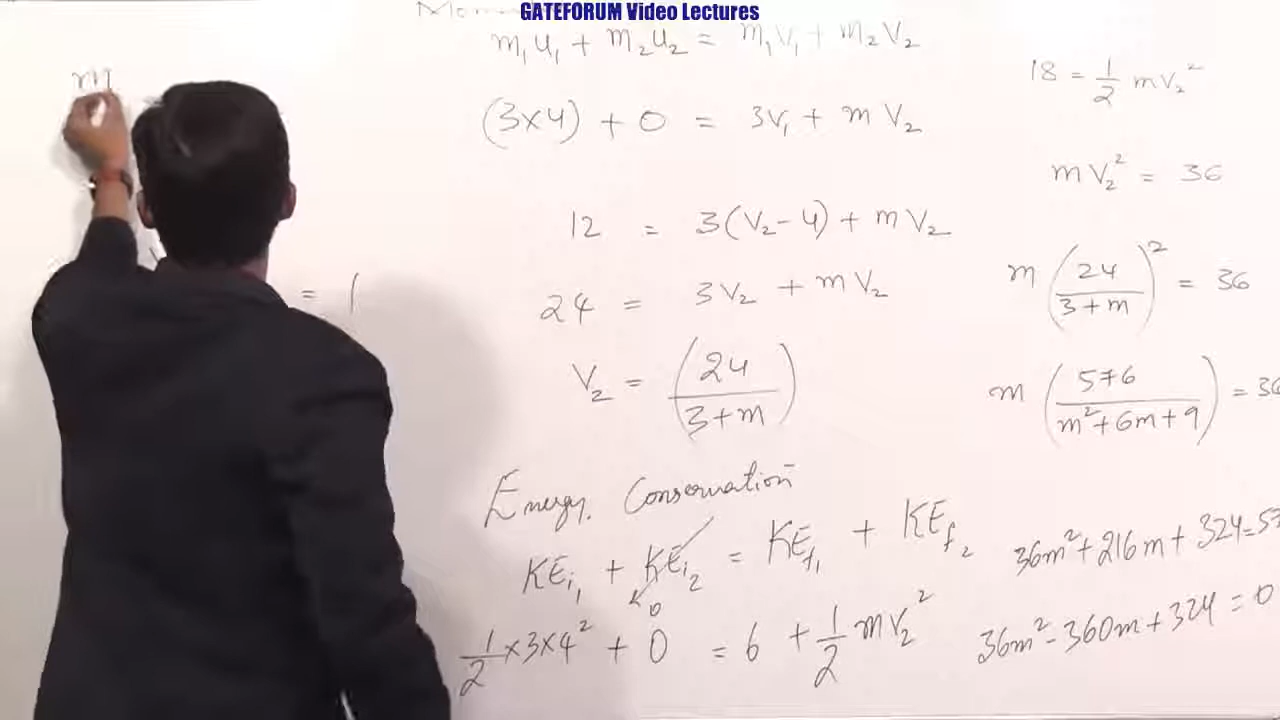 GATEFORUM Video Lectures
m₁u₁ + m₂u₂ = m₁v₁ + m₂v₂
(3×4) + 0 = 3v₁ + m v₂
12 = 3(v₂-4) + m v₂
24 = 3v₂ + m v₂
v₂ = (24/(3+m))
Energy Conservation
KEi₁ + KEi₂ = KEf₁ + KEf₂
0
1/2 ×3×4² + 0 = 6 + 1/2 mv₂²
18 = 1/2 mv₂²
mv₂² = 36
m (24/(3+m))² = 36
m (576/(m²+6m+9)) = 36
36m²+216m+324=57
36m²-360m+324=0
= (